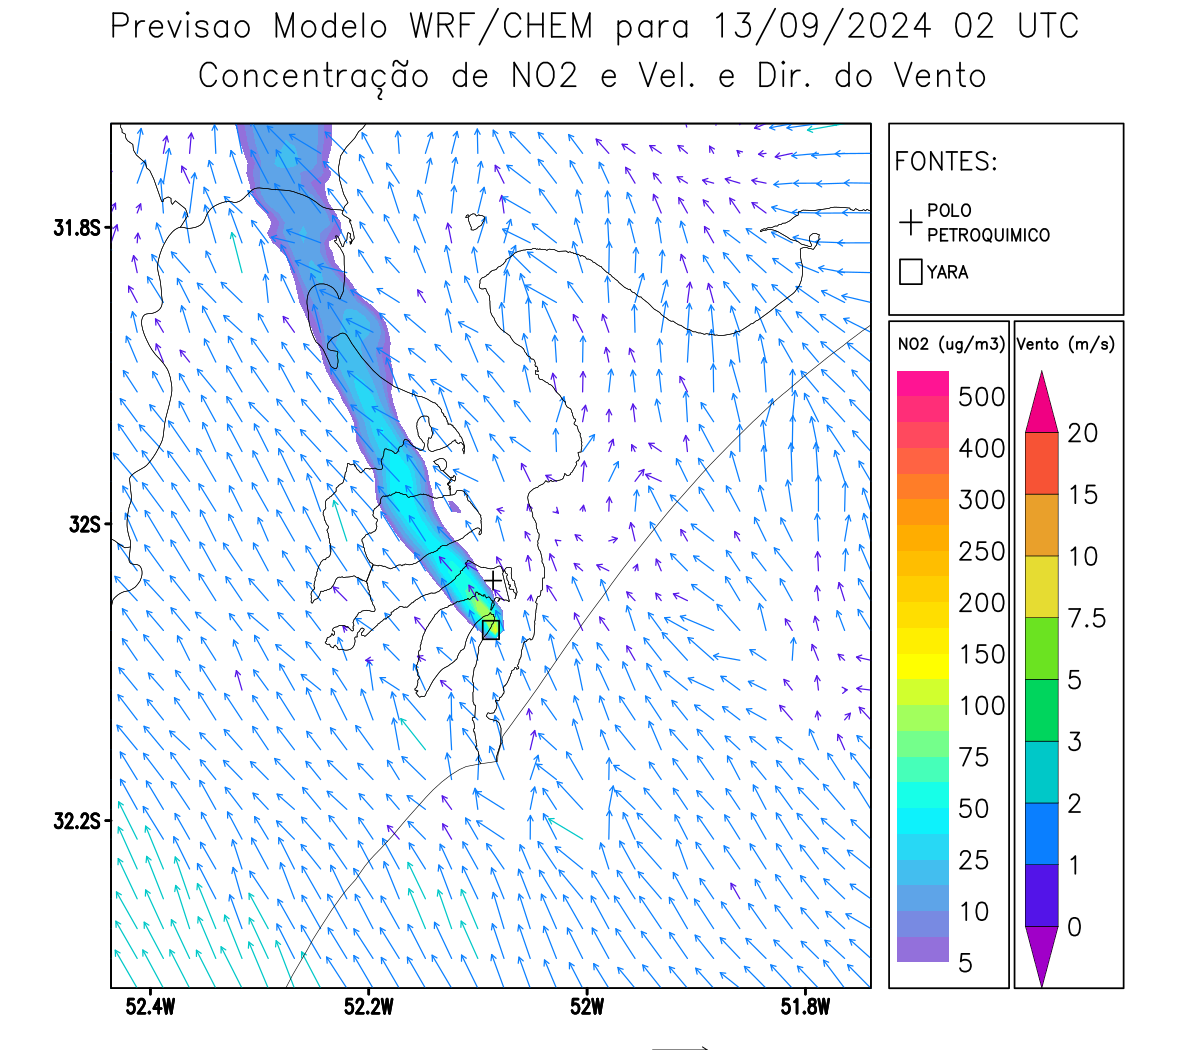 Previsao Modelo WRF/CHEM para 13/09/2024 02 UTC
Concentração de NO2 e Vel. e Dir. do Vento
FONTES:
POLO
PETROQUIMICO
YARA
NO2 (ug/m3)
500
400
300
250
200
150
100
75
50
25
10
5
Vento (m/s)
20
15
10
7.5
5
3
2
1
0
31.8S
32S
32.2S
52.4W
52.2W
52W
51.8W